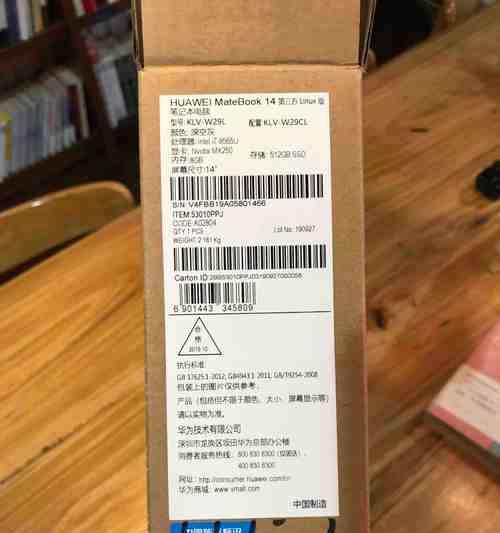 HUAWEI MateBook 14 第三方 Linux 版
笔记本电脑
型号: KLV-W29L 配置 KLV-W29CL
颜色: 深空灰
处理器: Intel i7-8565U
显卡: Nvidia MX250
内存: 8GB 存储: 512GB SSD
屏幕尺寸: 14"
S/N: V4FBB19A05801466
ITEM:53010PPJ
CODE: A02804
QTY:1 PCS Lot No: 190927
WEIGHT: 2.161 Kg
Carton ID:
6 901443 345809
合
格
2019.10
执行标准:
GB 17625.1-2012, GB4943.1-2011, GB/T9254-2008
包装上的图片仅供参考。
产品（包括但不限于颜色、大小、屏幕显示等）
请以实物为准。
华为技术有限公司
深圳市龙岗区坂田华为总部办公楼
消费者服务热线: 800 830 8300
400 830 8300
网址: http://consumer.huawei.com/cn
华为商城: www.vmall.com
中国制造